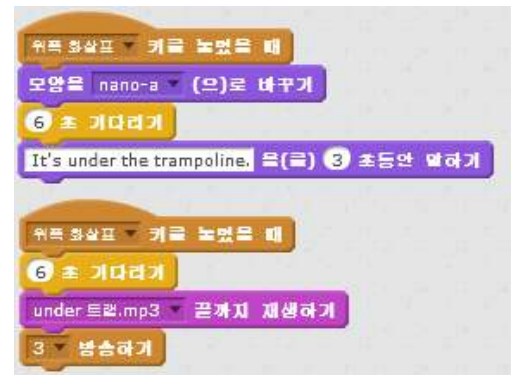 위쪽 화살표 키를 눌렀을 때
모양을 nano-a (으)로 바꾸기
6 초 기다리기
It's under the trampoline. 을(를) 3 초동안 말하기
위쪽 화살표 키를 눌렀을 때
6 초 기다리기
under 트램.mp3 끝까지 재생하기
3 방송하기